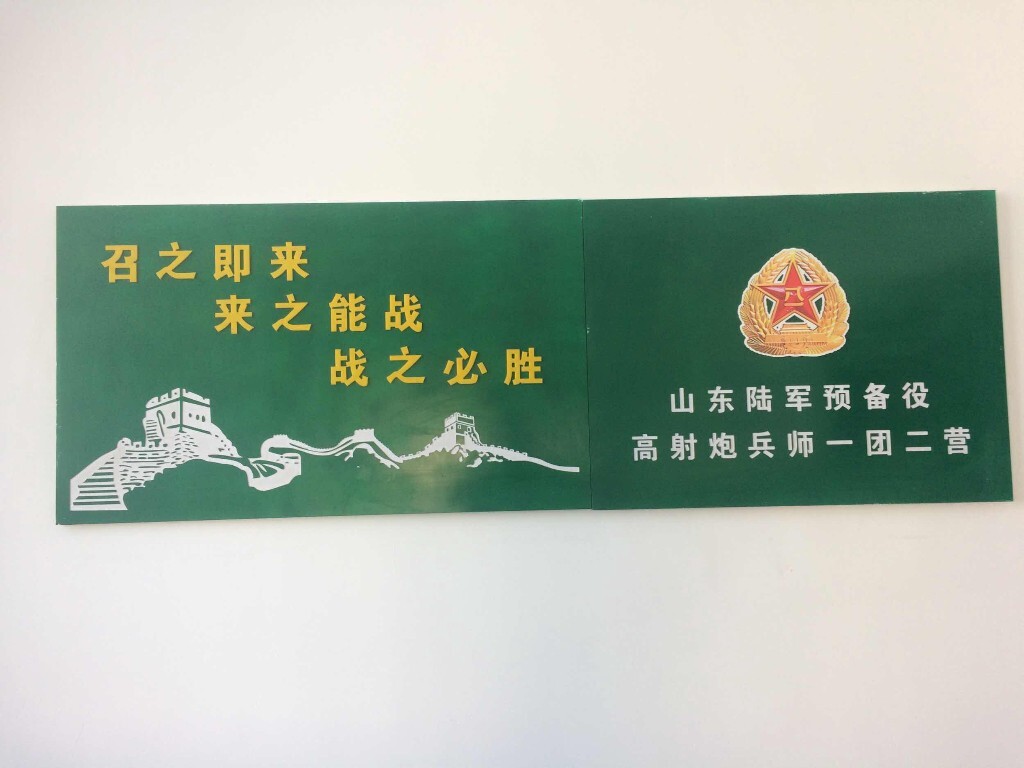 召之即来
来之能战
战之必胜
八一
山东陆军预备役
高射炮兵师一团二营